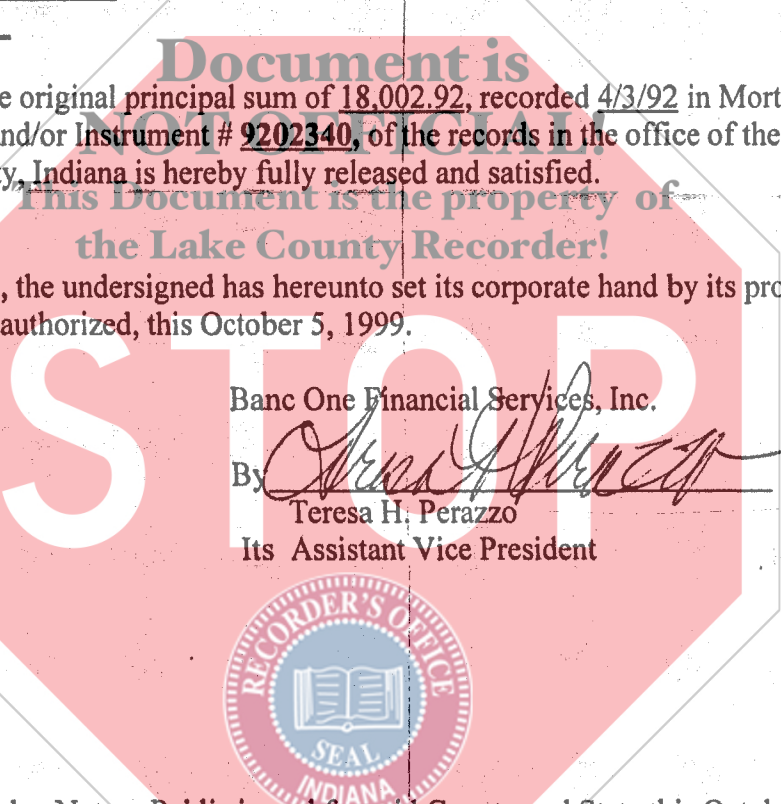 Document is
e original principal sum of 18,002.92, recorded 4/3/92 in Mort
NOT OFFICIAL!
nd/or Instrument # 9202340, of the records in the office of the
ty, Indiana is hereby fully released and satisfied.
This Document is the property of
the Lake County Recorder!
, the undersigned has hereunto set its corporate hand by its pro
authorized, this October 5, 1999.
STOP
Banc One Financial Services, Inc.
By Teresa H Perazzo
Teresa H. Perazzo
Its Assistant Vice President
RECORDER'S OFFICE
SEAL
INDIANA